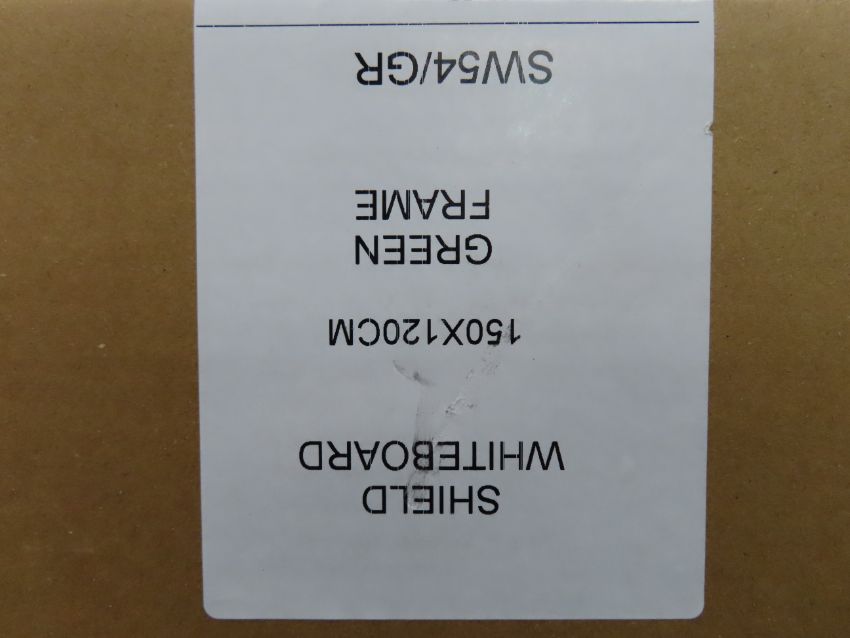 SHIELD
WHITEBOARD
150X120CM
GREEN
FRAME
SW54/GR